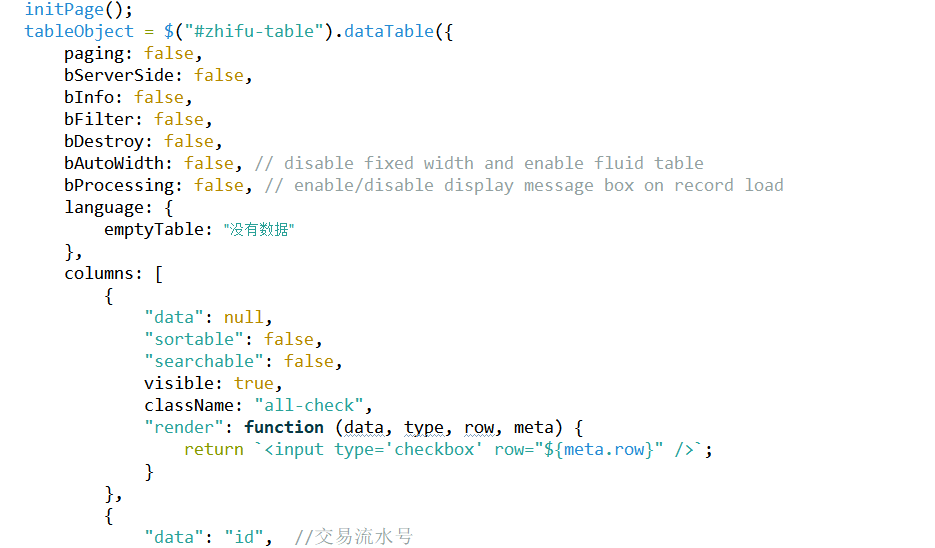 initPage();
tableObject = $("#zhifu-table").dataTable({
    paging: false,
    bServerSide: false,
    bInfo: false,
    bFilter: false,
    bDestroy: false,
    bAutoWidth: false, // disable fixed width and enable fluid table
    bProcessing: false, // enable/disable display message box on record load
    language: {
        emptyTable: "没有数据"
    },
    columns: [
        {
            "data": null,
            "sortable": false,
            "searchable": false,
            visible: true,
            className: "all-check",
            "render": function (data, type, row, meta) {
                return `<input type='checkbox' row="${meta.row}" />`;
            }
        },
        {
            "data": "id",  //交易流水号